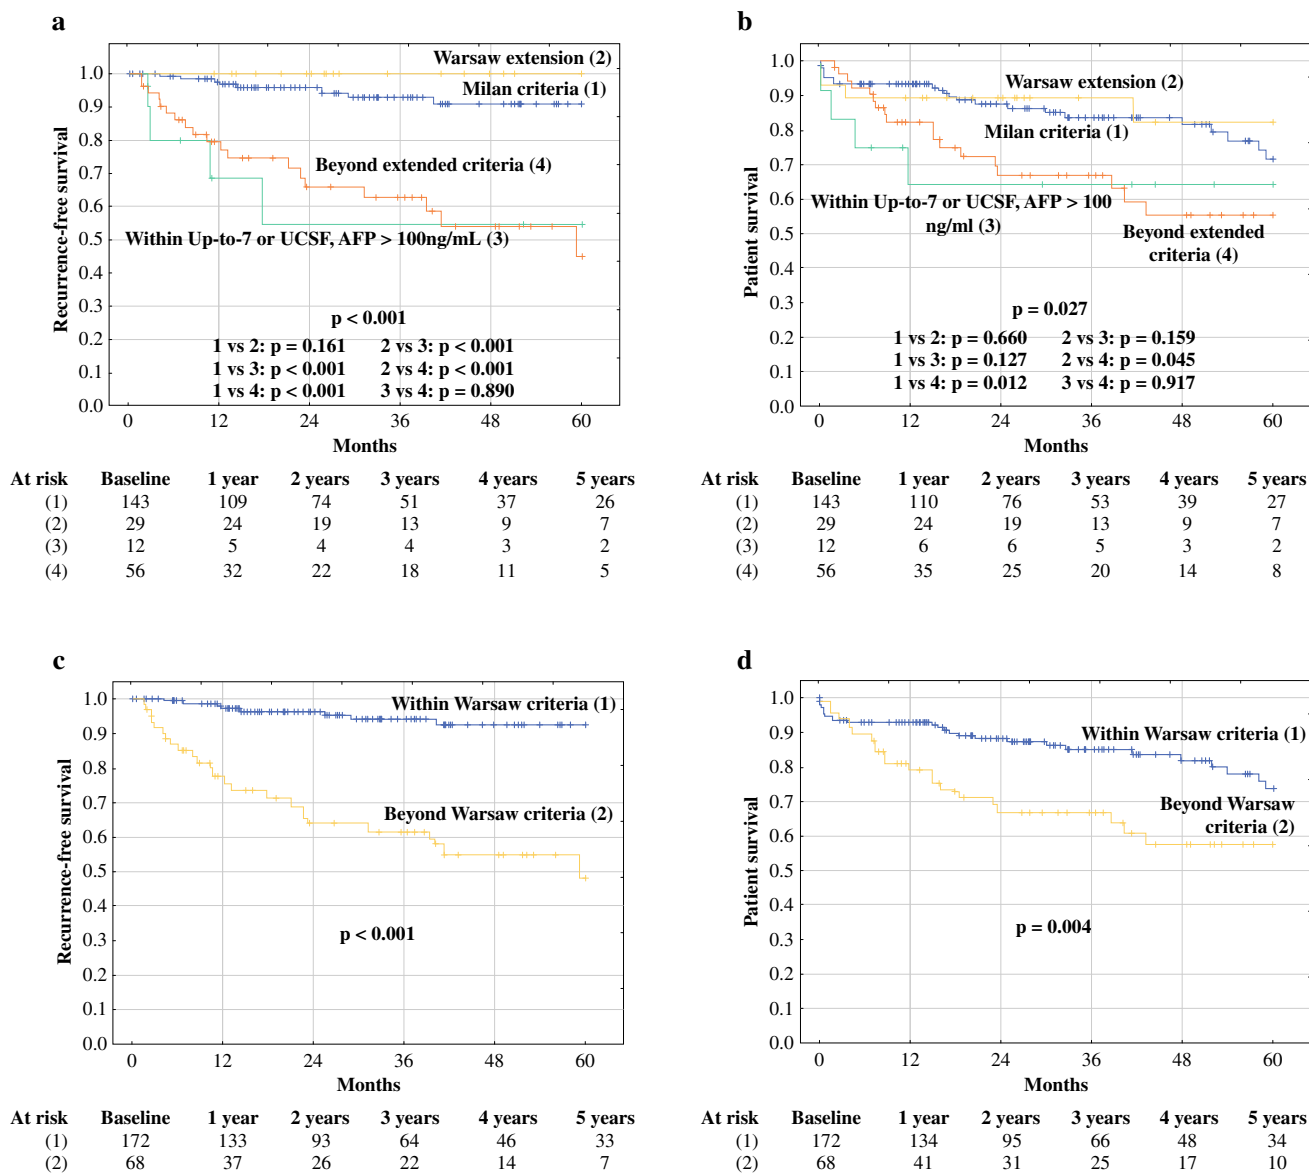 a
Recurrence-free survival
1.0
0.9
0.8
0.7
0.6
0.5
0.4
0.3
0.2
0.1
0.0
Warsaw extension (2)
Milan criteria (1)
Beyond extended criteria (4)
Within Up-to-7 or UCSF, AFP > 100ng/mL (3)
p < 0.001
1 vs 2: p = 0.161 2 vs 3: p < 0.001
1 vs 3: p < 0.001 2 vs 4: p < 0.001
1 vs 4: p < 0.001 3 vs 4: p = 0.890
0 12 24 36 48 60
Months
At risk Baseline 1 year 2 years 3 years 4 years 5 years
(1) 143 109 74 51 37 26
(2) 29 24 19 13 9 7
(3) 12 5 4 4 3 2
(4) 56 32 22 18 11 5
b
Patient survival
1.0
0.9
0.8
0.7
0.6
0.5
0.4
0.3
0.2
0.1
0.0
Warsaw extension (2)
Milan criteria (1)
Within Up-to-7 or UCSF, AFP > 100
ng/ml (3)
Beyond extended
criteria (4)
p = 0.027
1 vs 2: p = 0.660 2 vs 3: p = 0.159
1 vs 3: p = 0.127 2 vs 4: p = 0.045
1 vs 4: p = 0.012 3 vs 4: p = 0.917
0 12 24 36 48 60
Months
At risk Baseline 1 year 2 years 3 years 4 years 5 years
(1) 143 110 76 53 39 27
(2) 29 24 19 13 9 7
(3) 12 6 6 5 3 2
(4) 56 35 25 20 14 8
c
Recurrence-free survival
1.0
0.9
0.8
0.7
0.6
0.5
0.4
0.3
0.2
0.1
0.0
Within Warsaw criteria (1)
Beyond Warsaw criteria (2)
p < 0.001
0 12 24 36 48 60
Months
At risk Baseline 1 year 2 years 3 years 4 years 5 years
(1) 172 133 93 64 46 33
(2) 68 37 26 22 14 7
d
Patient survival
1.0
0.9
0.8
0.7
0.6
0.5
0.4
0.3
0.2
0.1
0.0
Within Warsaw criteria (1)
Beyond Warsaw
criteria (2)
p = 0.004
0 12 24 36 48 60
Months
At risk Baseline 1 year 2 years 3 years 4 years 5 years
(1) 172 134 95 66 48 34
(2) 68 41 31 25 17 10